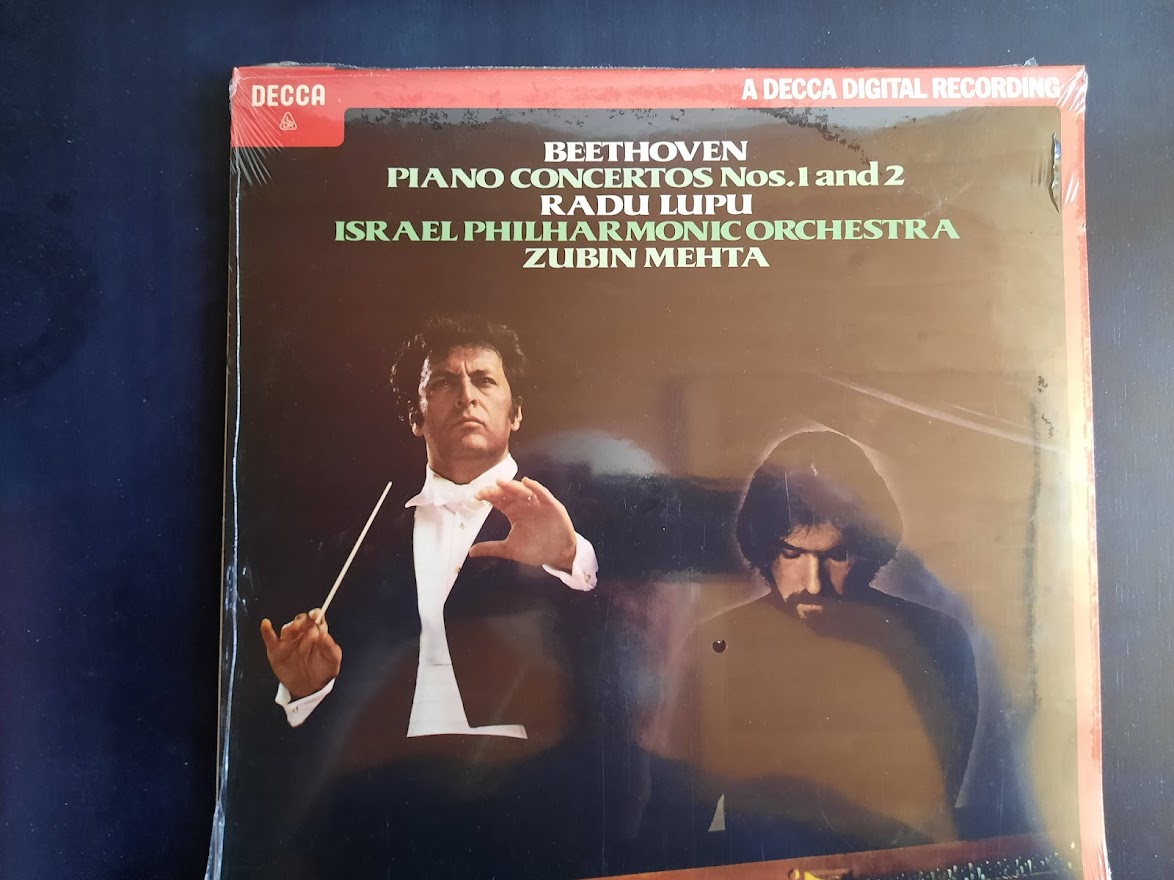 DECCA
A DECCA DIGITAL RECORDING
BEETHOVEN
PIANO CONCERTOS Nos.1 and 2
RADU LUPU
ISRAEL PHILHARMONIC ORCHESTRA
ZUBIN MEHTA